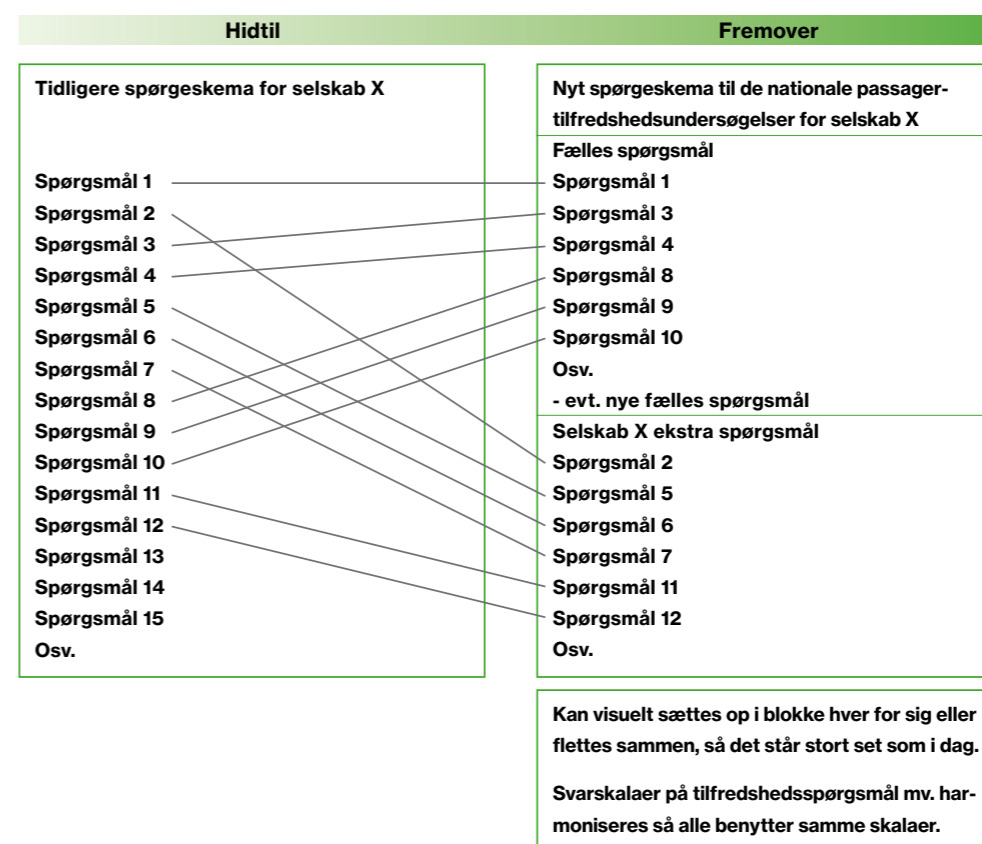 Hidtil
Fremover
Tidligere spørgeskema for selskab X
Spørgsmål 1
Spørgsmål 2
Spørgsmål 3
Spørgsmål 4
Spørgsmål 5
Spørgsmål 6
Spørgsmål 7
Spørgsmål 8
Spørgsmål 9
Spørgsmål 10
Spørgsmål 11
Spørgsmål 12
Spørgsmål 13
Spørgsmål 14
Spørgsmål 15
Osv.
Nyt spørgeskema til de nationale passager-
tilfredshedsundersøgelser for selskab X
Fælles spørgsmål
Spørgsmål 1
Spørgsmål 3
Spørgsmål 4
Spørgsmål 8
Spørgsmål 9
Spørgsmål 10
Osv.
- evt. nye fælles spørgsmål
Selskab X ekstra spørgsmål
Spørgsmål 2
Spørgsmål 5
Spørgsmål 6
Spørgsmål 7
Spørgsmål 11
Spørgsmål 12
Osv.
Kan visuelt sættes op i blokke hver for sig eller
flettes sammen, så det står stort set som i dag.
Svarskalaer på tilfredshedsspørgsmål mv. har-
moniseres så alle benytter samme skalaer.